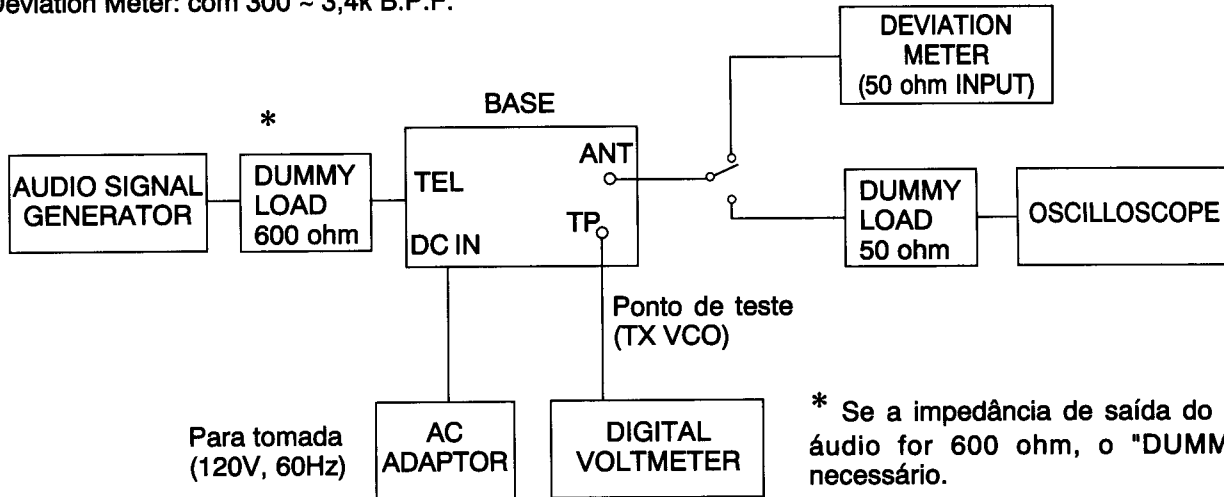 Deviation Meter: com 300 ~ 3,4k B.P.F.
DEVIATION
METER
(50 ohm INPUT)
BASE
*
ANT
AUDIO SIGNAL
GENERATOR
DUMMY
LOAD
600 ohm
TEL
DUMMY
LOAD
50 ohm
OSCILLOSCOPE
TP
DC IN
Ponto de teste
(TX VCO)
Para tomada
(120V, 60Hz)
AC
ADAPTOR
DIGITAL
VOLTMETER
* Se a impedância de saída do
áudio for 600 ohm, o "DUMM
necessário.